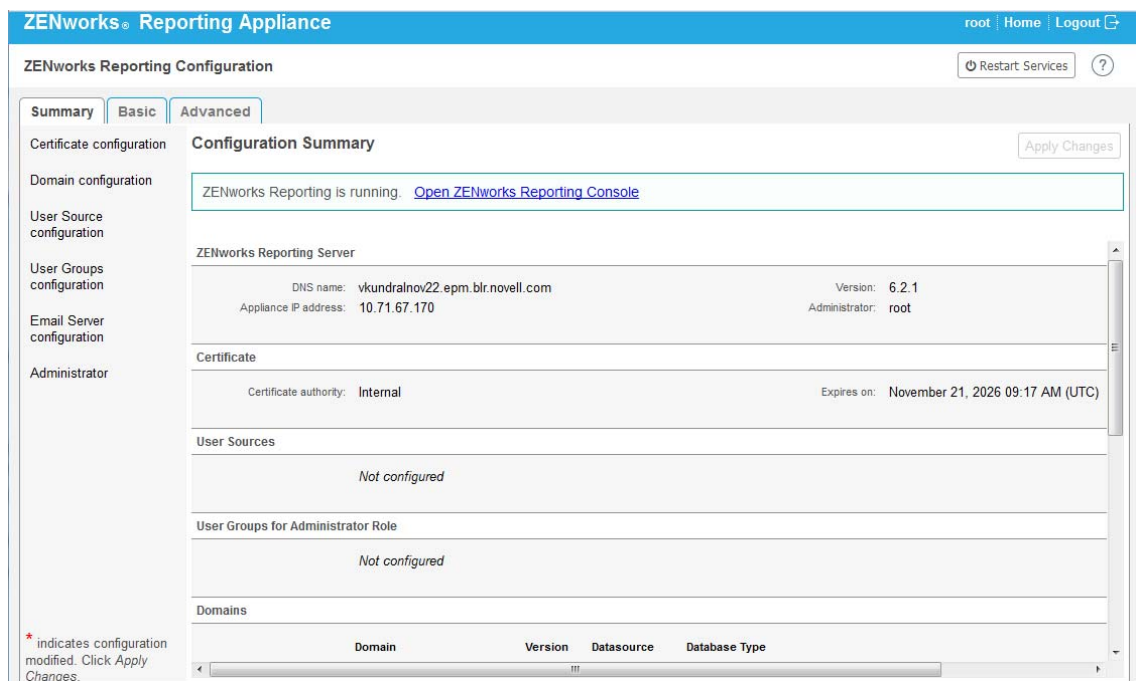 ZENworks® Reporting Appliance
root Home Logout
ZENworks Reporting Configuration
Restart Services
?
Summary Basic Advanced
Certificate configuration
Domain configuration
User Source
configuration
User Groups
configuration
Email Server
configuration
Administrator
* indicates configuration
modified. Click Apply
Changes.
Configuration Summary
Apply Changes
ZENworks Reporting is running. Open ZENworks Reporting Console
ZENworks Reporting Server
DNS name: vkundralnov22.epm.blr.novell.com Version: 6.2.1
Appliance IP address: 10.71.67.170 Administrator: root
Certificate
Certificate authority: Internal Expires on: November 21, 2026 09:17 AM (UTC)
User Sources
Not configured
User Groups for Administrator Role
Not configured
Domains
Domain Version Datasource Database Type